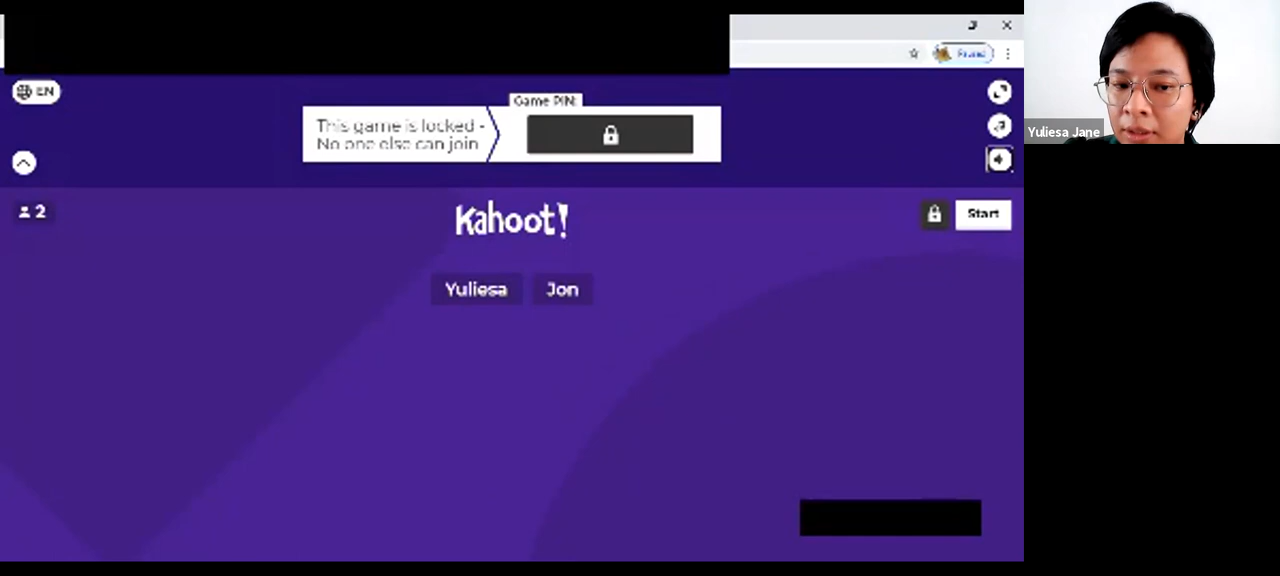 Paused
EN
Game PIN:
This game is locked -
No one else can join
2
Kahoot!
Start
Yuliesa
Jon
Yuliesa Jane